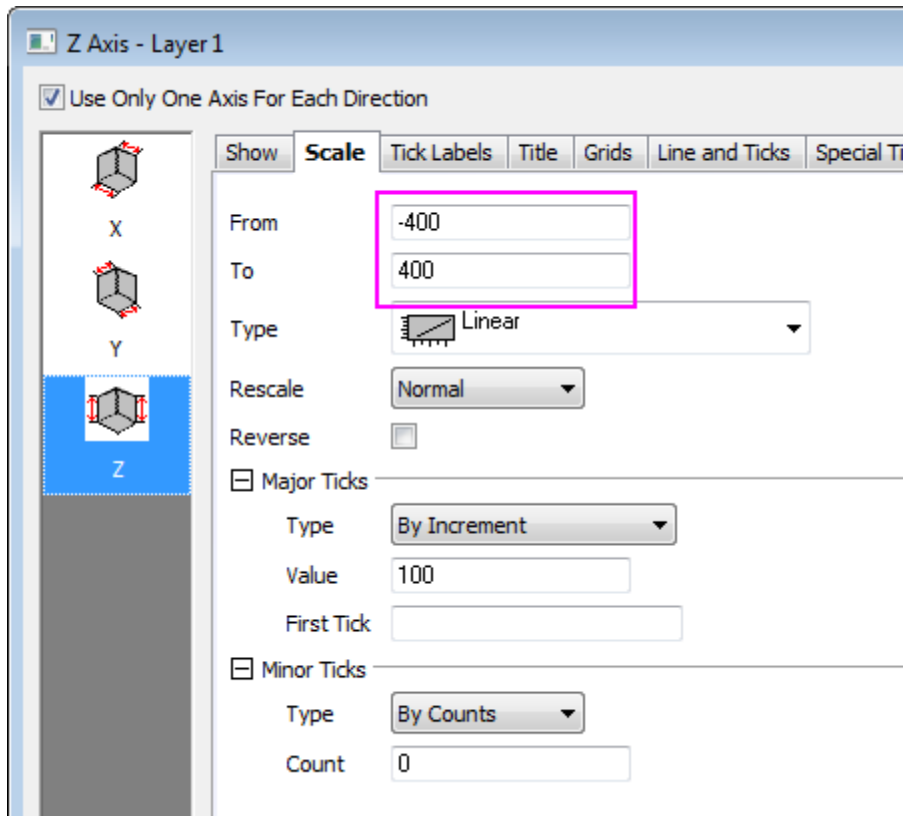 Z Axis - Layer 1
Use Only One Axis For Each Direction
Show Scale Tick Labels Title Grids Line and Ticks Special Ti
X
Y
Z
From -400
To 400
Type Linear
Rescale Normal
Reverse
Major Ticks
Type By Increment
Value 100
First Tick
Minor Ticks
Type By Counts
Count 0